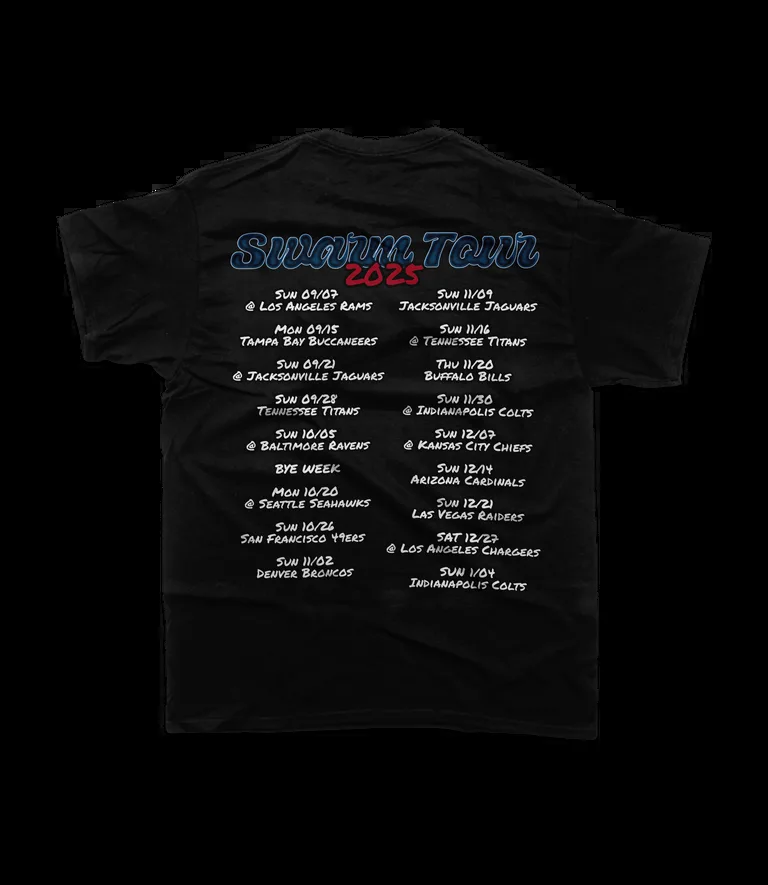 Swarm Tour
2025
Sun 09/07
@ Los Angeles Rams
Mon 09/15
Tampa Bay Buccaneers
Sun 09/21
@ Jacksonville Jaguars
Sun 09/28
Tennessee Titans
Sun 10/05
@ Baltimore Ravens
BYE WEEK
Mon 10/20
@ Seattle Seahawks
Sun 10/26
San Francisco 49ers
Sun 11/02
Denver Broncos
Sun 11/09
Jacksonville Jaguars
Sun 11/16
@ Tennessee Titans
Thu 11/20
Buffalo Bills
Sun 11/30
@ Indianapolis Colts
Sun 12/07
@ Kansas City Chiefs
Sun 12/14
Arizona Cardinals
Sun 12/21
Las Vegas Raiders
SAT 12/27
@ Los Angeles Chargers
SUN 1/04
Indianapolis Colts